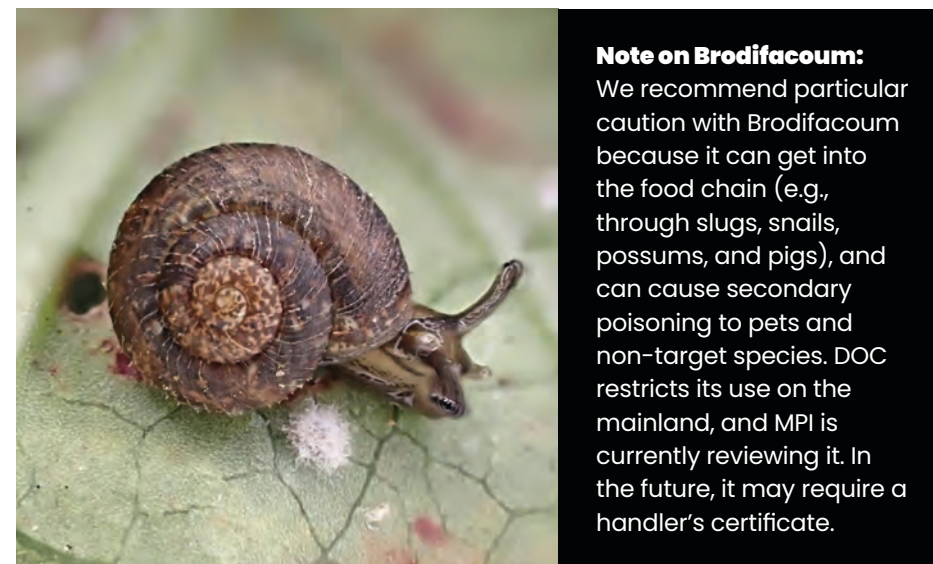 Note on Brodifacoum:
We recommend particular
caution with Brodifacoum
because it can get into
the food chain (e.g.,
through slugs, snails,
possums, and pigs), and
can cause secondary
poisoning to pets and
non-target species. DOC
restricts its use on the
mainland, and MPI is
currently reviewing it. In
the future, it may require a
handler’s certificate.